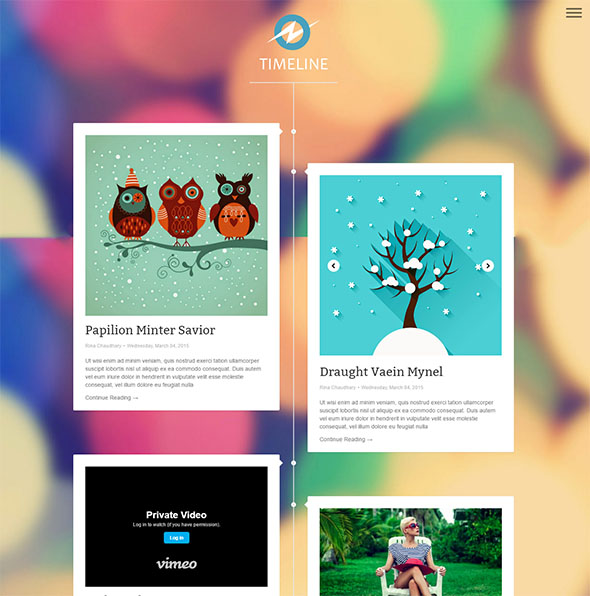 TIMELINE
Papilion Minter Savior
Rina Chaudhary • Wednesday, March 04, 2015
Ut wisi enim ad minim veniam, quis nostrud exerci tation ullamcorper
suscipit lobortis nisl ut aliquip ex ea commodo consequat. Duis autem
vel eum iriure dolor in hendrerit in vulputate velit esse molestie
consequat, vel illum dolore eu feugiat nulla
Continue Reading →
Draught Vaein Mynel
Rina Chaudhary • Wednesday, March 04, 2015
Ut wisi enim ad minim veniam, quis nostrud exerci tation ullamcorper
suscipit lobortis nisl ut aliquip ex ea commodo consequat. Duis autem
vel eum iriure dolor in hendrerit in vulputate velit esse molestie
consequat, vel illum dolore eu feugiat nulla
Continue Reading →
Private Video
Log in to watch (if you have permission).
Log in
vimeo